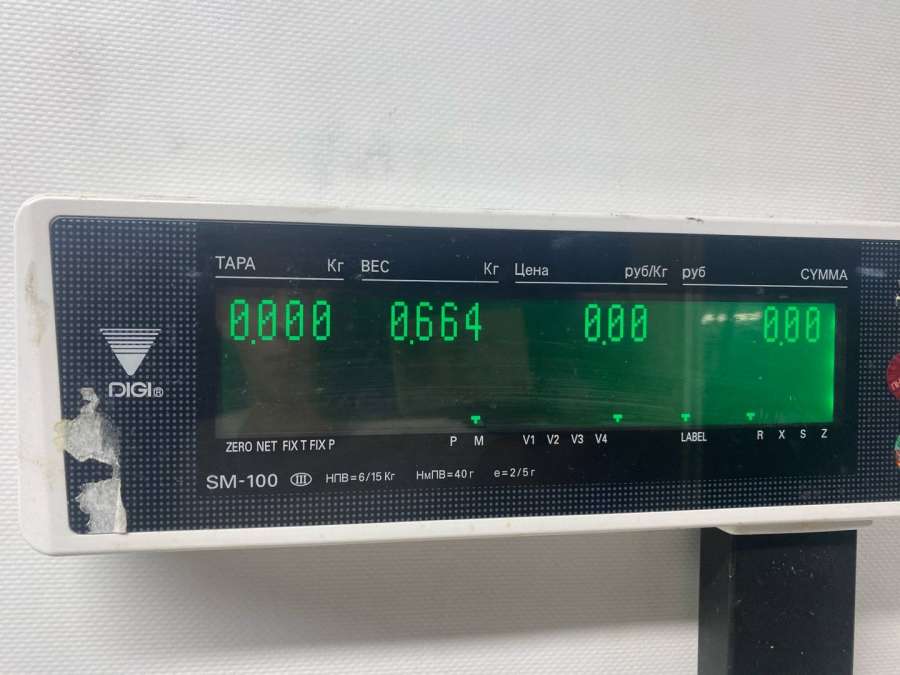 ТАРА Кг ВЕС Кг Цена руб/Кг руб СУММА
0.000 0.664 0.00 0.00
DIGI®
ZERO NET FIX T FIX P P M V1 V2 V3 V4 LABEL R X S Z
SM-100 III НПВ=6/15 Кг НмПВ=40 г e=2/5 г